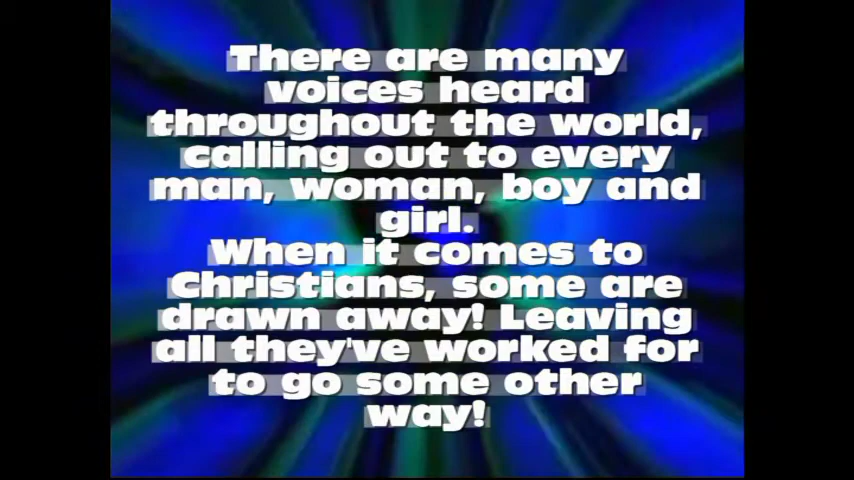 There are many
voices heard
throughout the world,
calling out to every
man, woman, boy and
girl.
When it comes to
Christians, some are
drawn away! Leaving
all they've worked for
to go some other
way!